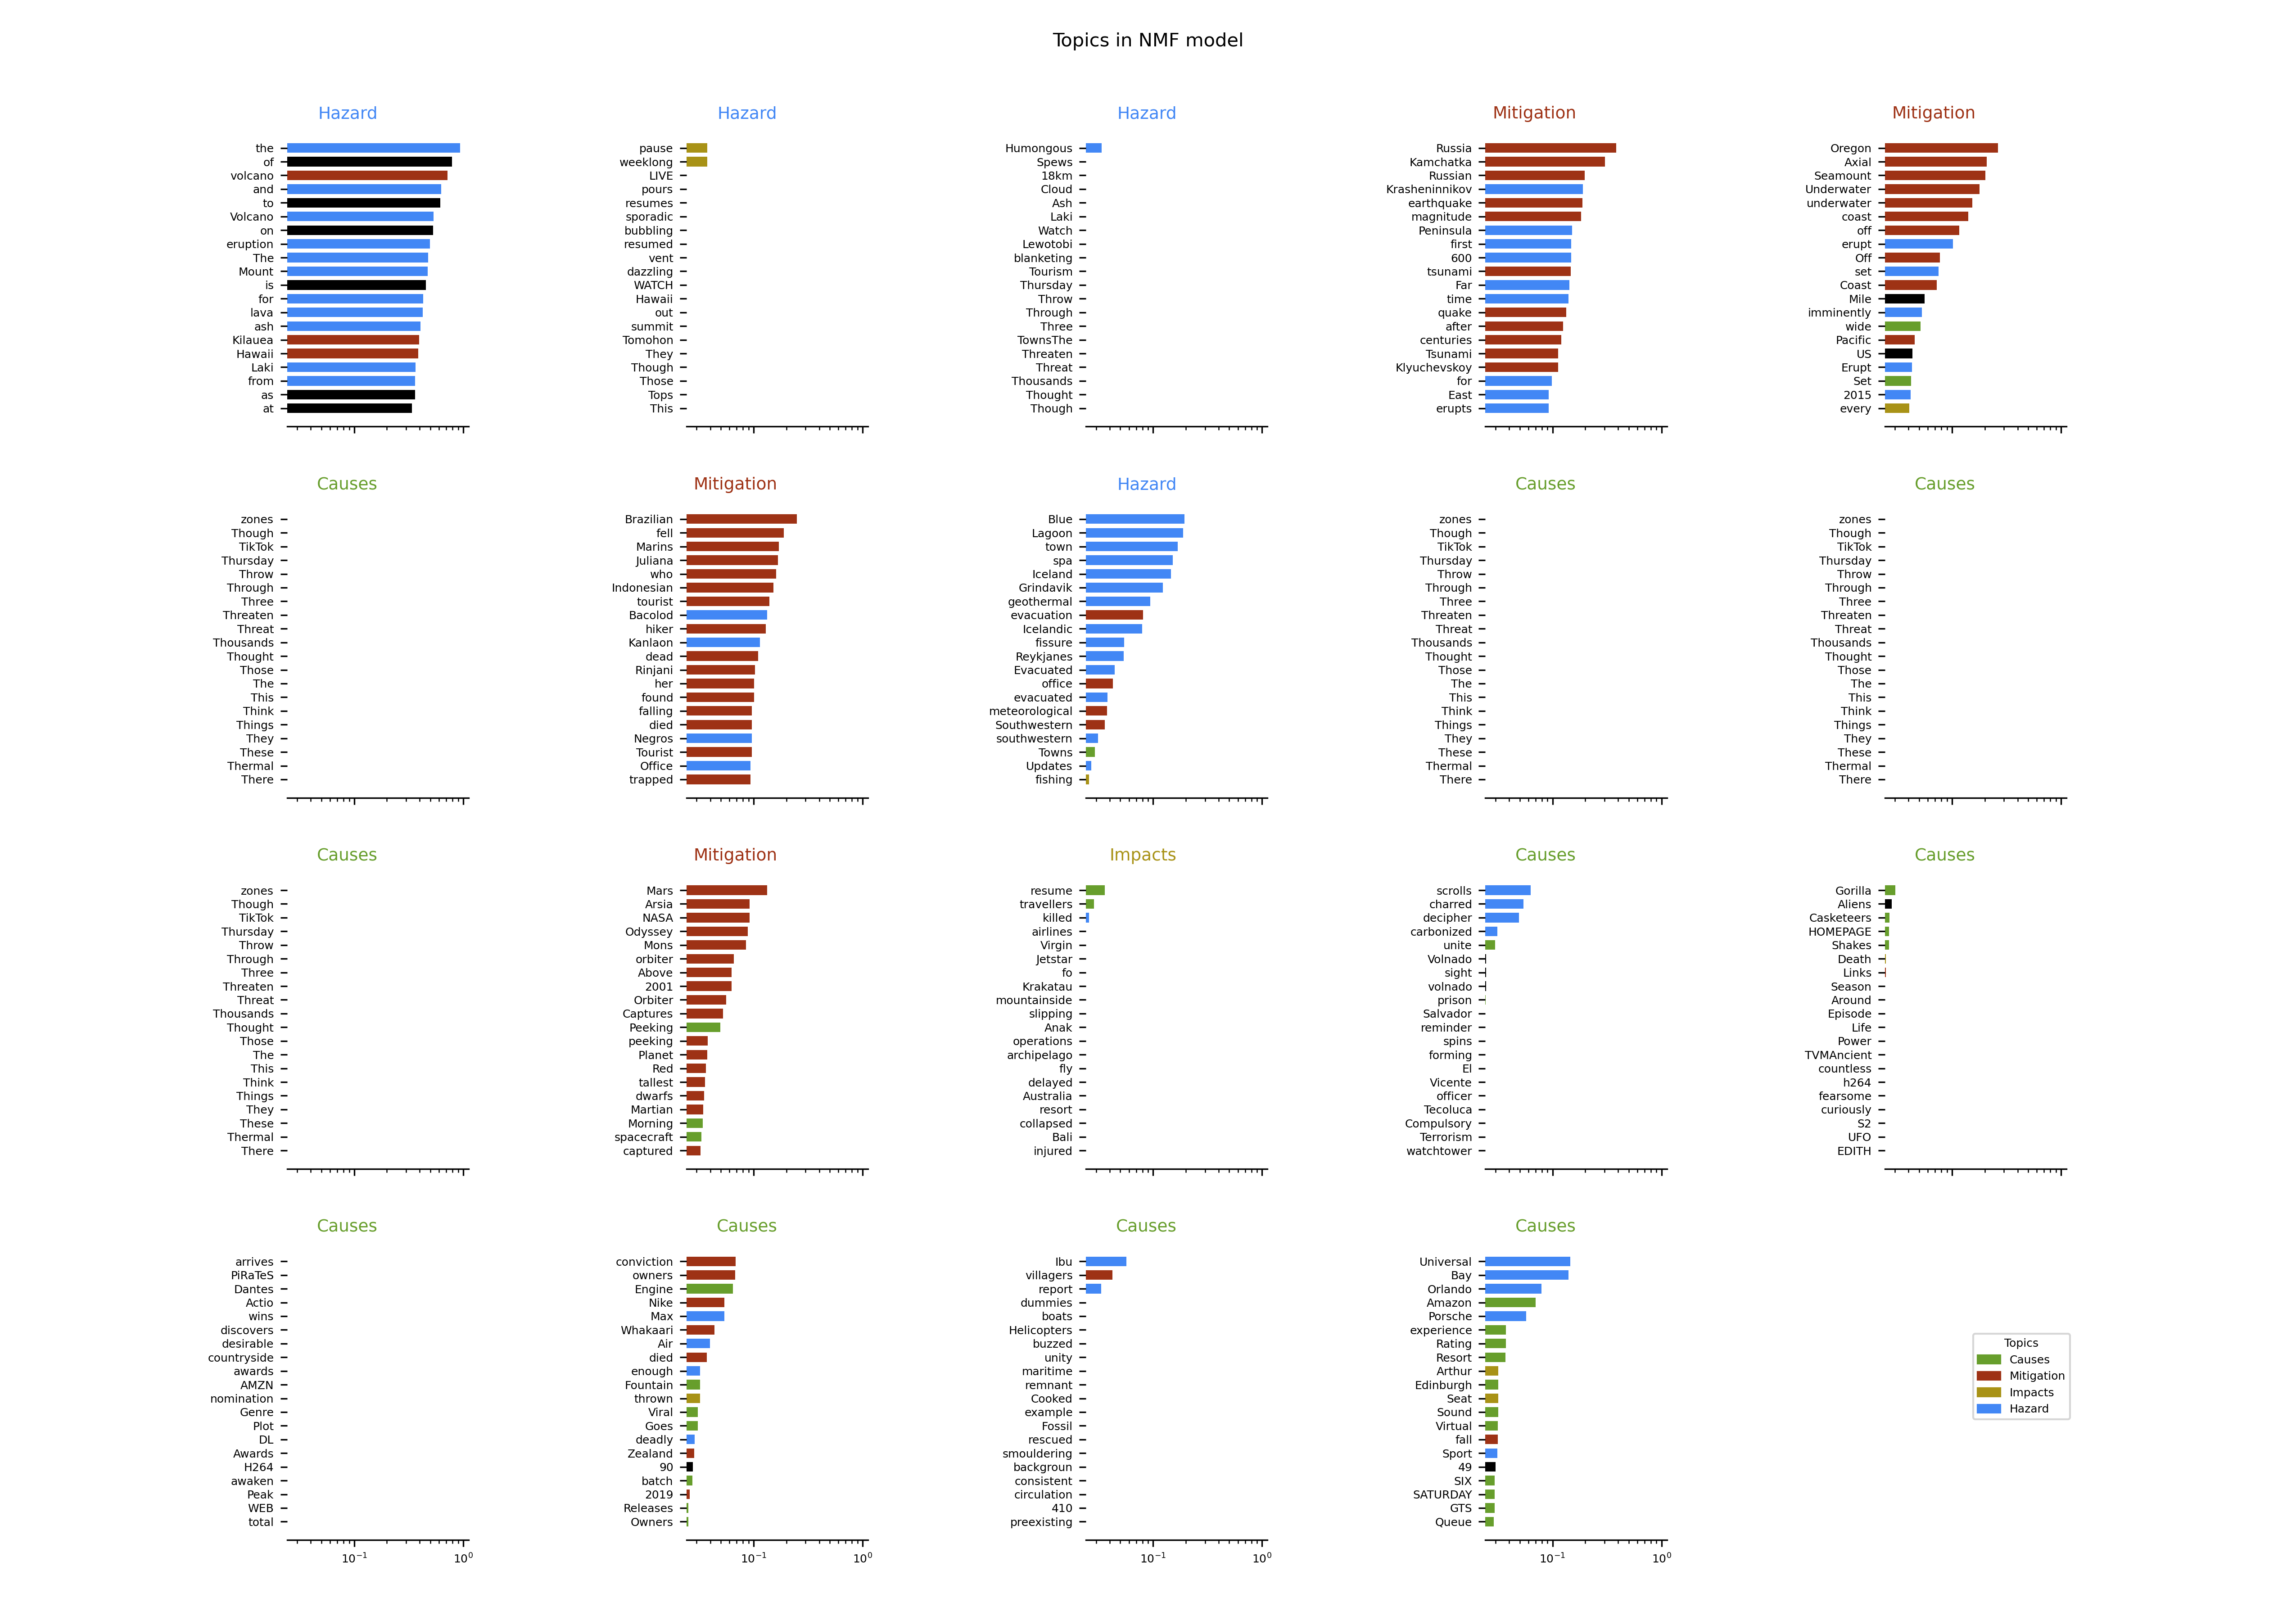 Topics in NMF model
Hazard
the
of
volcano
and
to
Volcano
on
eruption
The
Mount
is
for
lava
ash
Kilauea
Hawaii
Laki
from
as
at
Hazard
pause
weeklong
LIVE
pours
resumes
sporadic
bubbling
resumed
vent
dazzling
WATCH
Hawaii
out
summit
Tomohon
They
Though
Those
Tops
This
Hazard
Humongous
Spews
18km
Cloud
Ash
Laki
Watch
Lewotobi
blanketing
Tourism
Thursday
Throw
Through
Three
TownsThe
Threaten
Threat
Thousands
Thought
Though
Mitigation
Russia
Kamchatka
Russian
Krasheninnikov
earthquake
magnitude
Peninsula
first
600
tsunami
Far
time
quake
after
centuries
Tsunami
Klyuchevskoy
for
East
erupts
Mitigation
Oregon
Axial
Seamount
Underwater
underwater
coast
off
erupt
Off
set
Coast
Mile
imminently
wide
Pacific
US
Erupt
Set
2015
every
Causes
zones
Though
TikTok
Thursday
Throw
Through
Three
Threaten
Threat
Thousands
Thought
Those
The
This
Think
Things
They
These
Thermal
There
Mitigation
Brazilian
fell
Marins
Juliana
who
Indonesian
tourist
Bacolod
hiker
Kanlaon
dead
Rinjani
her
found
falling
died
Negros
Tourist
Office
trapped
Hazard
Blue
Lagoon
town
spa
Iceland
Grindavik
geothermal
evacuation
Icelandic
fissure
Reykjanes
Evacuated
office
evacuated
meteorological
Southwestern
southwestern
Towns
Updates
fishing
Causes
zones
Though
TikTok
Thursday
Throw
Through
Three
Threaten
Threat
Thousands
Thought
Those
The
This
Think
Things
They
These
Thermal
There
Causes
zones
Though
TikTok
Thursday
Throw
Through
Three
Threaten
Threat
Thousands
Thought
Those
The
This
Think
Things
They
These
Thermal
There
Causes
zones
Though
TikTok
Thursday
Throw
Through
Three
Threaten
Threat
Thousands
Thought
Those
The
This
Think
Things
They
These
Thermal
There
Mitigation
Mars
Arsia
NASA
Odyssey
Mons
orbiter
Above
2001
Orbiter
Captures
Peeking
peeking
Planet
Red
tallest
dwarfs
Martian
Morning
spacecraft
captured
Impacts
resume
travellers
killed
airlines
Virgin
Jetstar
fo
Krakatau
mountainside
slipping
Anak
operations
archipelago
fly
delayed
Australia
resort
collapsed
Bali
injured
Causes
scrolls
charred
decipher
carbonized
unite
Volnado
sight
volnado
prison
Salvador
reminder
spins
forming
El
Vicente
officer
Tecoluca
Compulsory
Terrorism
watchtower
Causes
Gorilla
Aliens
Casketeers
HOMEPAGE
Shakes
Death
Links
Season
Around
Episode
Life
Power
TVMAncient
countless
h264
fearsome
curiously
S2
UFO
EDITH
Causes
arrives
PiRaTeS
Dantes
Actio
wins
discovers
desirable
countryside
awards
AMZN
nomination
Genre
Plot
DL
Awards
H264
awaken
Peak
WEB
total
10⁻¹ 10⁰
Causes
conviction
owners
Engine
Nike
Max
Whakaari
Air
died
enough
Fountain
thrown
Viral
Goes
deadly
Zealand
90
batch
2019
Releases
Owners
10⁻¹ 10⁰
Causes
Ibu
villagers
report
dummies
boats
Helicopters
buzzed
unity
maritime
remnant
Cooked
example
Fossil
rescued
smouldering
backgroun
consistent
circulation
410
preexisting
10⁻¹ 10⁰
Causes
Universal
Bay
Orlando
Amazon
Porsche
experience
Rating
Resort
Arthur
Edinburgh
Seat
Sound
Virtual
fall
Sport
49
SIX
SATURDAY
GTS
Queue
10⁻¹ 10⁰
Topics
Causes
Mitigation
Impacts
Hazard